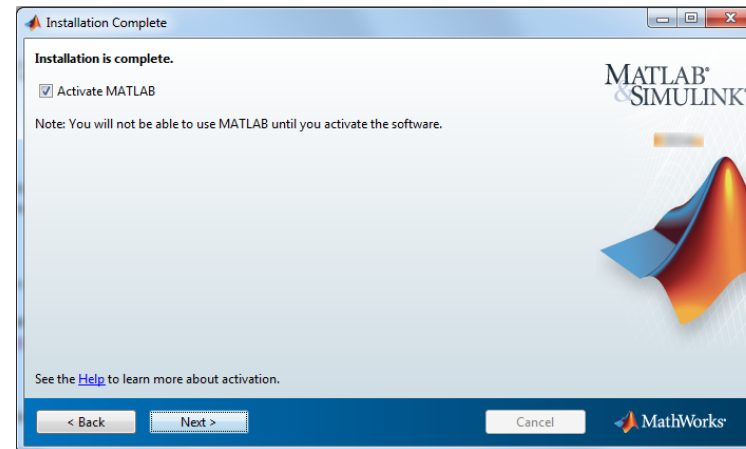 Installation Complete
Installation is complete.
Activate MATLAB
Note: You will not be able to use MATLAB until you activate the software.
MATLAB®
&SIMULINK®
See the Help to learn more about activation.
< Back
Next >
Cancel
MathWorks®